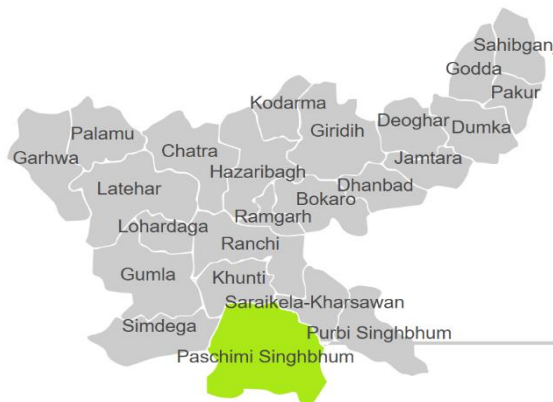 Sahibganj
Godda
Pakur
Kodarma
Giridih
Deoghar
Dumka
Palamu
Garhwa
Chatra
Hazaribagh
Jamtara
Latehar
Dhanbad
Bokaro
Ramgarh
Lohardaga
Ranchi
Gumla
Khunti
Saraikela-Kharsawan
Simdega
Purbi Singhbhum
Paschimi Singhbhum